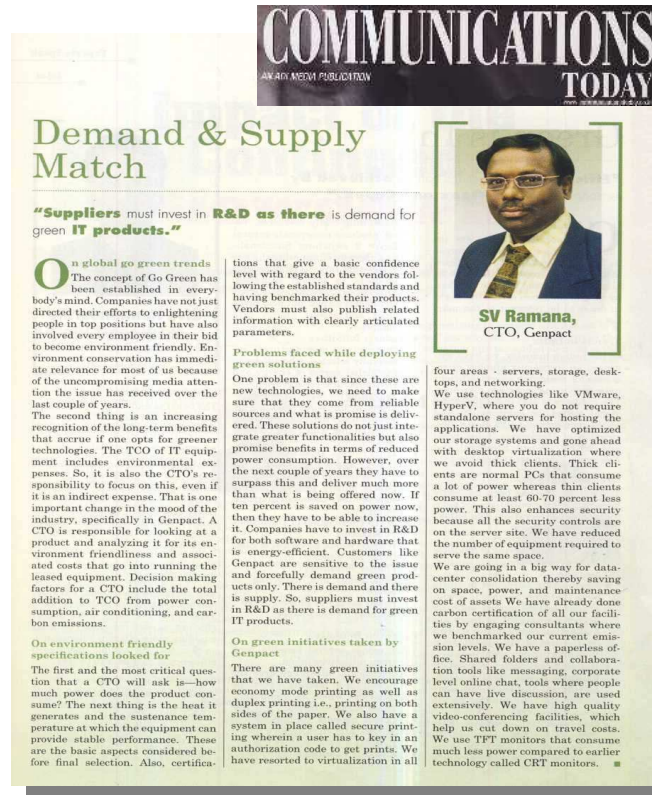 COMMUNICATIONS
AN ADI MEDIA PUBLICATION
TODAY
Demand & Supply
Match
"Suppliers must invest in R&D as there is demand for
green IT products."
SV Ramana,
CTO, Genpact
On global go green trends
The concept of Go Green has
been established in every-
body's mind. Companies have not just
directed their efforts to enlightening
people in top positions but have also
involved every employee in their bid
to become environment friendly. En-
vironment conservation has immedi-
ate relevance for most of us because
of the uncompromising media atten-
tion the issue has received over the
last couple of years.
The second thing is an increasing
recognition of the long-term benefits
that accrue if one opts for greener
technologies. The TCO of IT equip-
ment includes environmental ex-
penses. So, it is also the CTO's re-
sponsibility to focus on this, even if
it is an indirect expense. That is one
important change in the mood of the
industry, specifically in Genpact. A
CTO is responsible for looking at a
product and analyzing it for its en-
vironment friendliness and associ-
ated costs that go into running the
leased equipment. Decision making
factors for a CTO include the total
addition to TCO from power con-
sumption, air conditioning, and car-
bon emissions.
On environment friendly
specifications looked for
The first and the most critical ques-
tion that a CTO will ask is—how
much power does the product con-
sume? The next thing is the heat it
generates and the sustenance tem-
perature at which the equipment can
provide stable performance. These
are the basic aspects considered be-
fore final selection. Also, certifica-
tions that give a basic confidence
level with regard to the vendors fol-
lowing the established standards and
having benchmarked their products.
Vendors must also publish related
information with clearly articulated
parameters.
Problems faced while deploying
green solutions
One problem is that since these are
new technologies, we need to make
sure that they come from reliable
sources and what is promise is deliv-
ered. These solutions do not just inte-
grate greater functionalities but also
promise benefits in terms of reduced
power consumption. However, over
the next couple of years they have to
surpass this and deliver much more
than what is being offered now. If
ten percent is saved on power now,
then they have to be able to increase
it. Companies have to invest in R&D
for both software and hardware that
is energy-efficient. Customers like
Genpact are sensitive to the issue
and forcefully demand green prod-
ucts only. There is demand and there
is supply. So, suppliers must invest
in R&D as there is demand for green
IT products.
On green initiatives taken by
Genpact
There are many green initiatives
that we have taken. We encourage
economy mode printing as well as
duplex printing i.e., printing on both
sides of the paper. We also have a
system in place called secure print-
ing wherein a user has to key in an
authorization code to get prints. We
have resorted to virtualization in all
four areas - servers, storage, desk-
tops, and networking.
We use technologies like VMware,
HyperV, where you do not require
standalone servers for hosting the
applications. We have optimized
our storage systems and gone ahead
with desktop virtualization where
we avoid thick clients. Thick cli-
ents are normal PCs that consume
a lot of power whereas thin clients
consume at least 60-70 percent less
power. This also enhances security
because all the security controls are
on the server site. We have reduced
the number of equipment required to
serve the same space.
We are going in a big way for data-
center consolidation thereby saving
on space, power, and maintenance
cost of assets We have already done
carbon certification of all our facili-
ties by engaging consultants where
we benchmarked our current emis-
sion levels. We have a paperless of-
fice. Shared folders and collabora-
tion tools like messaging, corporate
level online chat, tools where people
can have live discussion, are used
extensively. We have high quality
video-conferencing facilities, which
help us cut down on travel costs.
We use TFT monitors that consume
much less power compared to earlier
technology called CRT monitors.